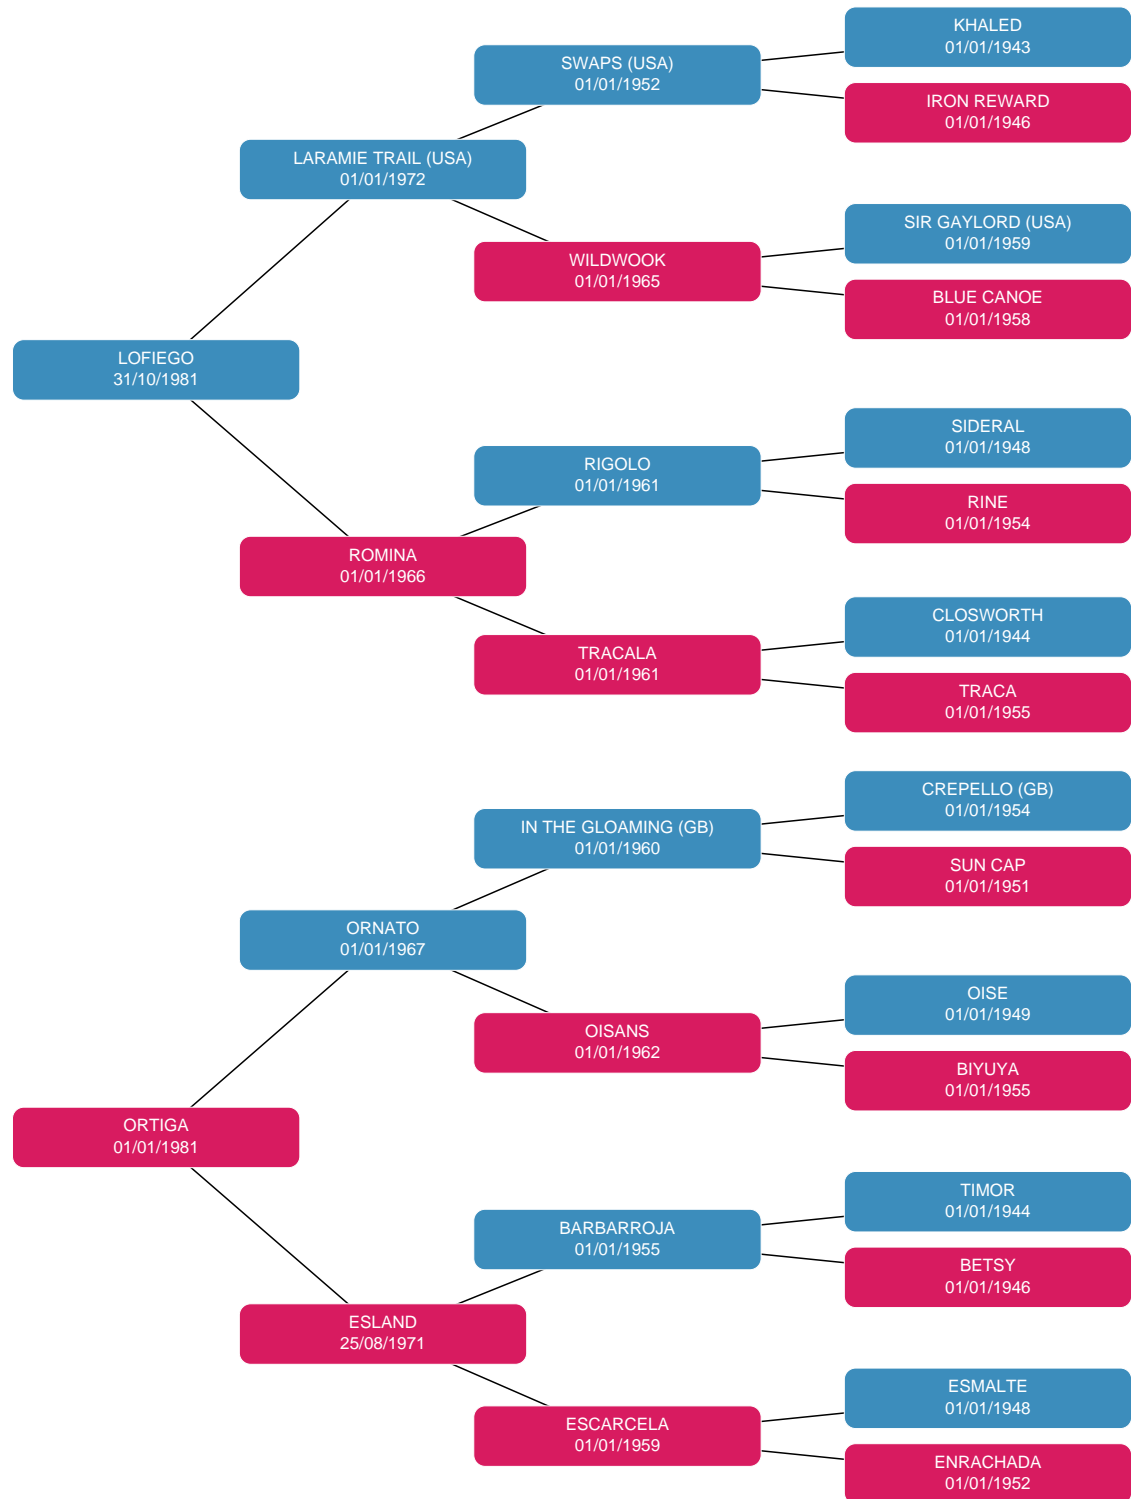 KHALED
01/01/1943
SWAPS (USA)
01/01/1952
IRON REWARD
01/01/1946
LARAMIE TRAIL (USA)
01/01/1972
SIR GAYLORD (USA)
01/01/1959
WILDWOOK
01/01/1965
BLUE CANOE
01/01/1958
LOFIEGO
31/10/1981
SIDERAL
01/01/1948
RIGOLO
01/01/1961
RINE
01/01/1954
ROMINA
01/01/1966
CLOSWORTH
01/01/1944
TRACALA
01/01/1961
TRACA
01/01/1955
CREPELLO (GB)
01/01/1954
IN THE GLOAMING (GB)
01/01/1960
SUN CAP
01/01/1951
ORNATO
01/01/1967
OISE
01/01/1949
OISANS
01/01/1962
BIYUYA
01/01/1955
ORTIGA
01/01/1981
TIMOR
01/01/1944
BARBARROJA
01/01/1955
BETSY
01/01/1946
ESLAND
25/08/1971
ESMALTE
01/01/1948
ESCARCELA
01/01/1959
ENRACHADA
01/01/1952